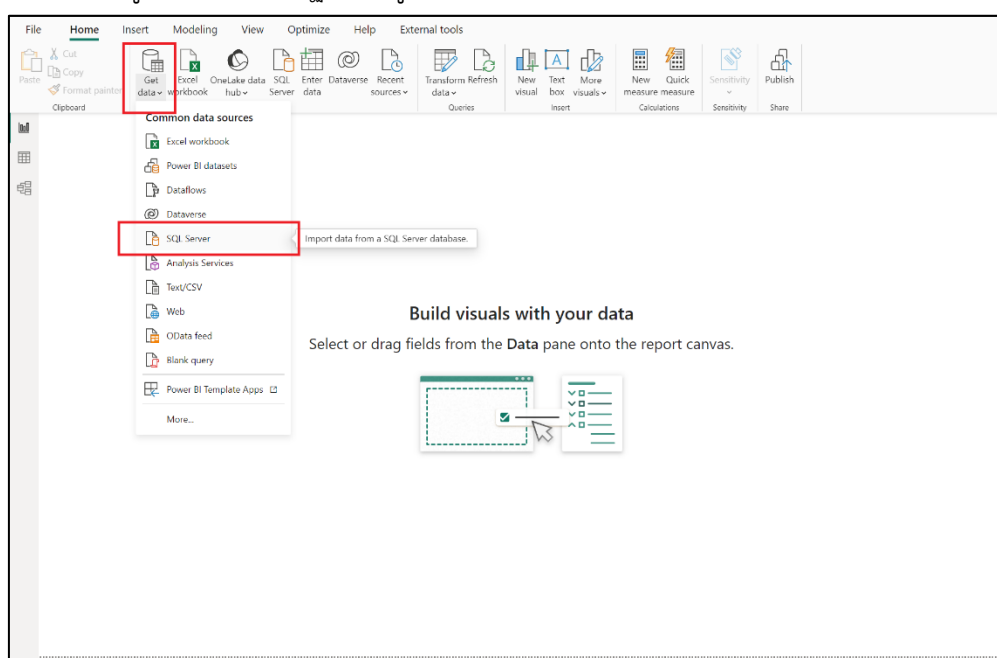 File Home Insert Modeling View Optimize Help External tools
Cut
Copy
Format painter
Paste
Get data
Excel workbook
OneLake data hub
SQL Server
Enter data
Dataverse
Recent sources
Transform data
Refresh
New visual
Text box
More visuals
New measure
Quick measure
Sensitivity
Publish
Clipboard Queries Insert Calculations Sensitivity Share
Common data sources
Excel workbook
Power BI datasets
Dataflows
Dataverse
SQL Server
Import data from a SQL Server database.
Analysis Services
Text/CSV
Web
OData feed
Blank query
Power BI Template Apps
More...
Build visuals with your data
Select or drag fields from the Data pane onto the report canvas.